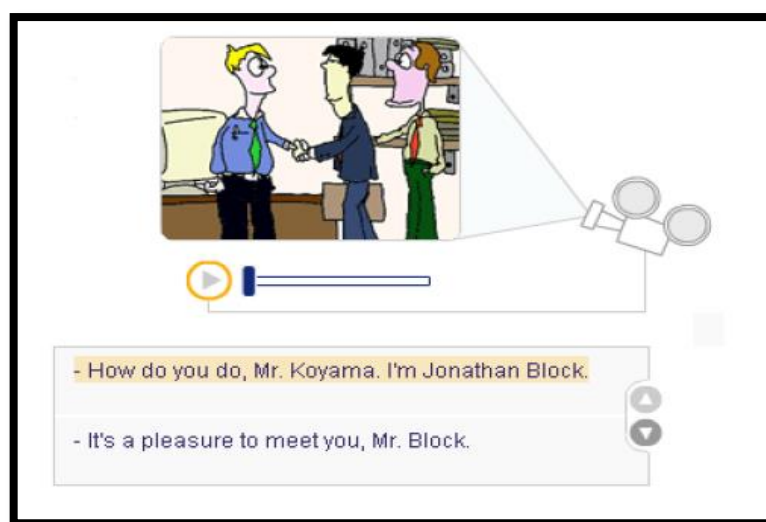 - How do you do, Mr. Koyama. I'm Jonathan Block.
- It's a pleasure to meet you, Mr. Block.